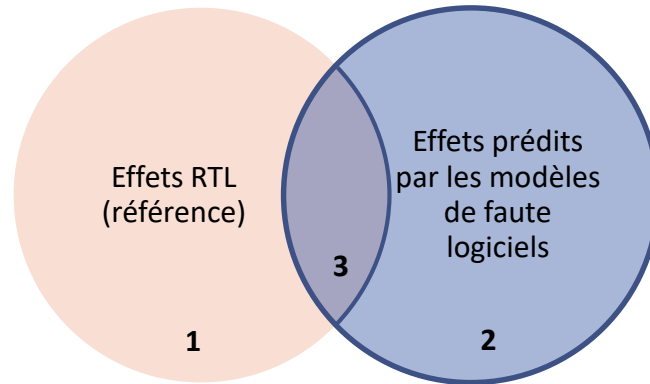 Effets RTL
(référence)
Effets prédits
par les modèles
de faute
logiciels
3
1
2